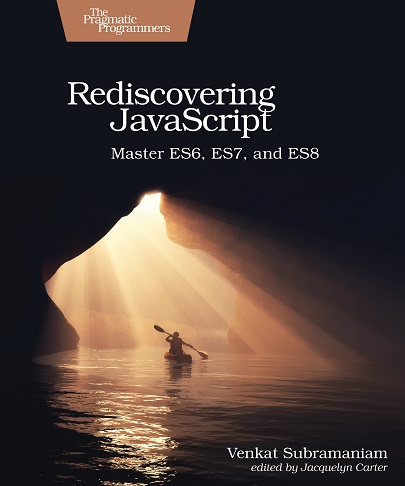 The
Pragmatic
Programmers
Rediscovering
JavaScript
Master ES6, ES7, and ES8
Venkat Subramaniam
edited by Jacquelyn Carter